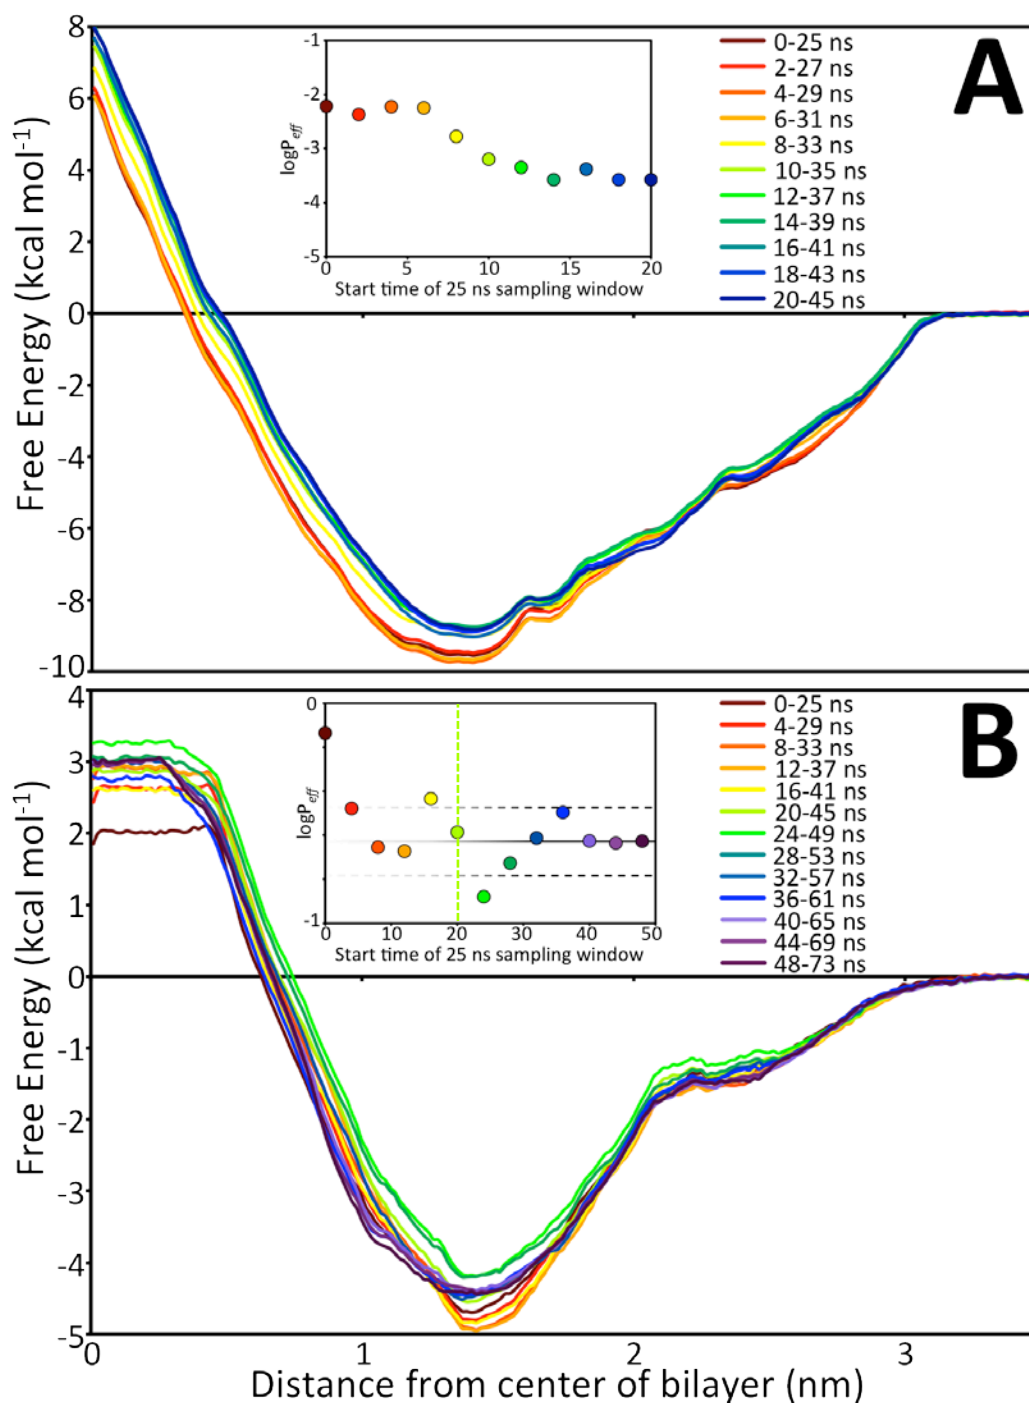 A
Free Energy (kcal mol⁻¹)
8
6
4
2
0
-2
-4
-6
-8
-10
logP_eff
-1
-2
-3
-4
-5
0 5 10 15 20
Start time of 25 ns sampling window
0-25 ns
2-27 ns
4-29 ns
6-31 ns
8-33 ns
10-35 ns
12-37 ns
14-39 ns
16-41 ns
18-43 ns
20-45 ns
B
Free Energy (kcal mol⁻¹)
4
3
2
1
0
-1
-2
-3
-4
-5
logP_eff
0
-1
0 10 20 30 40 50
Start time of 25 ns sampling window
0-25 ns
4-29 ns
8-33 ns
12-37 ns
16-41 ns
20-45 ns
24-49 ns
28-53 ns
32-57 ns
36-61 ns
40-65 ns
44-69 ns
48-73 ns
0 1 2 3
Distance from center of bilayer (nm)